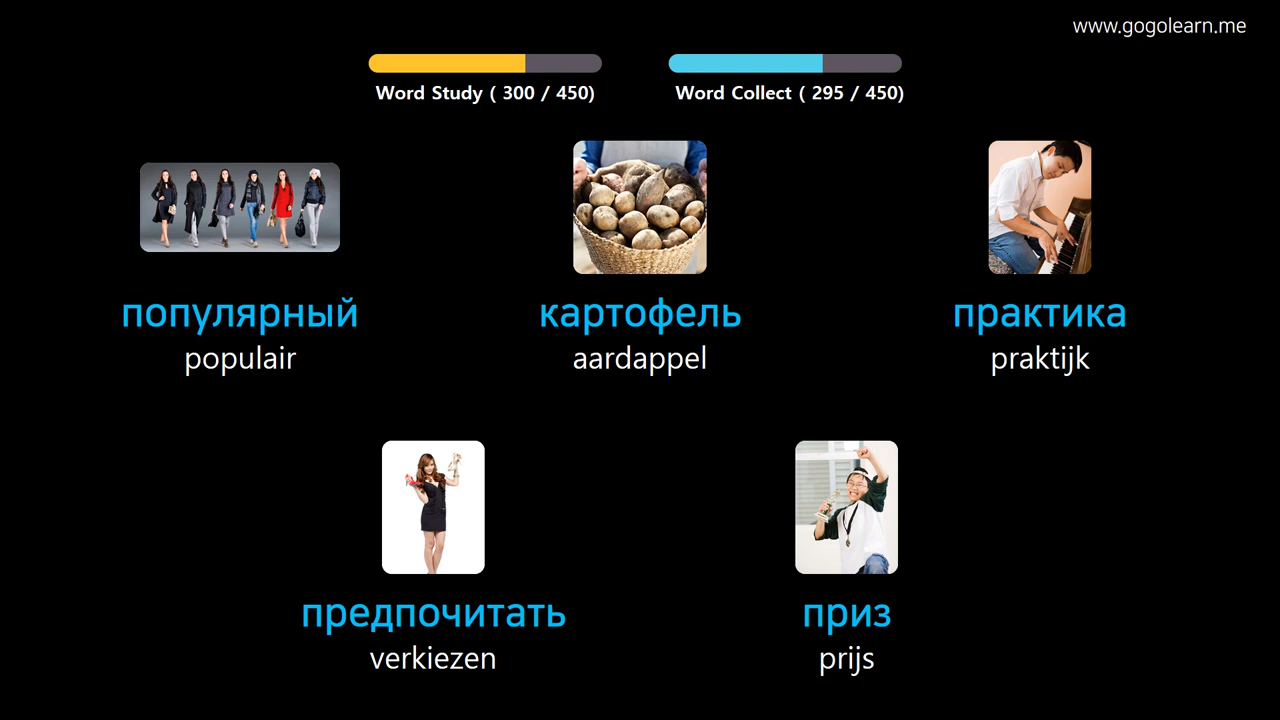 www.gogolearn.me
Word Study ( 300 / 450)
Word Collect ( 295 / 450)
популярный
populair
картофель
aardappel
практика
praktijk
предпочитать
verkiezen
приз
prijs